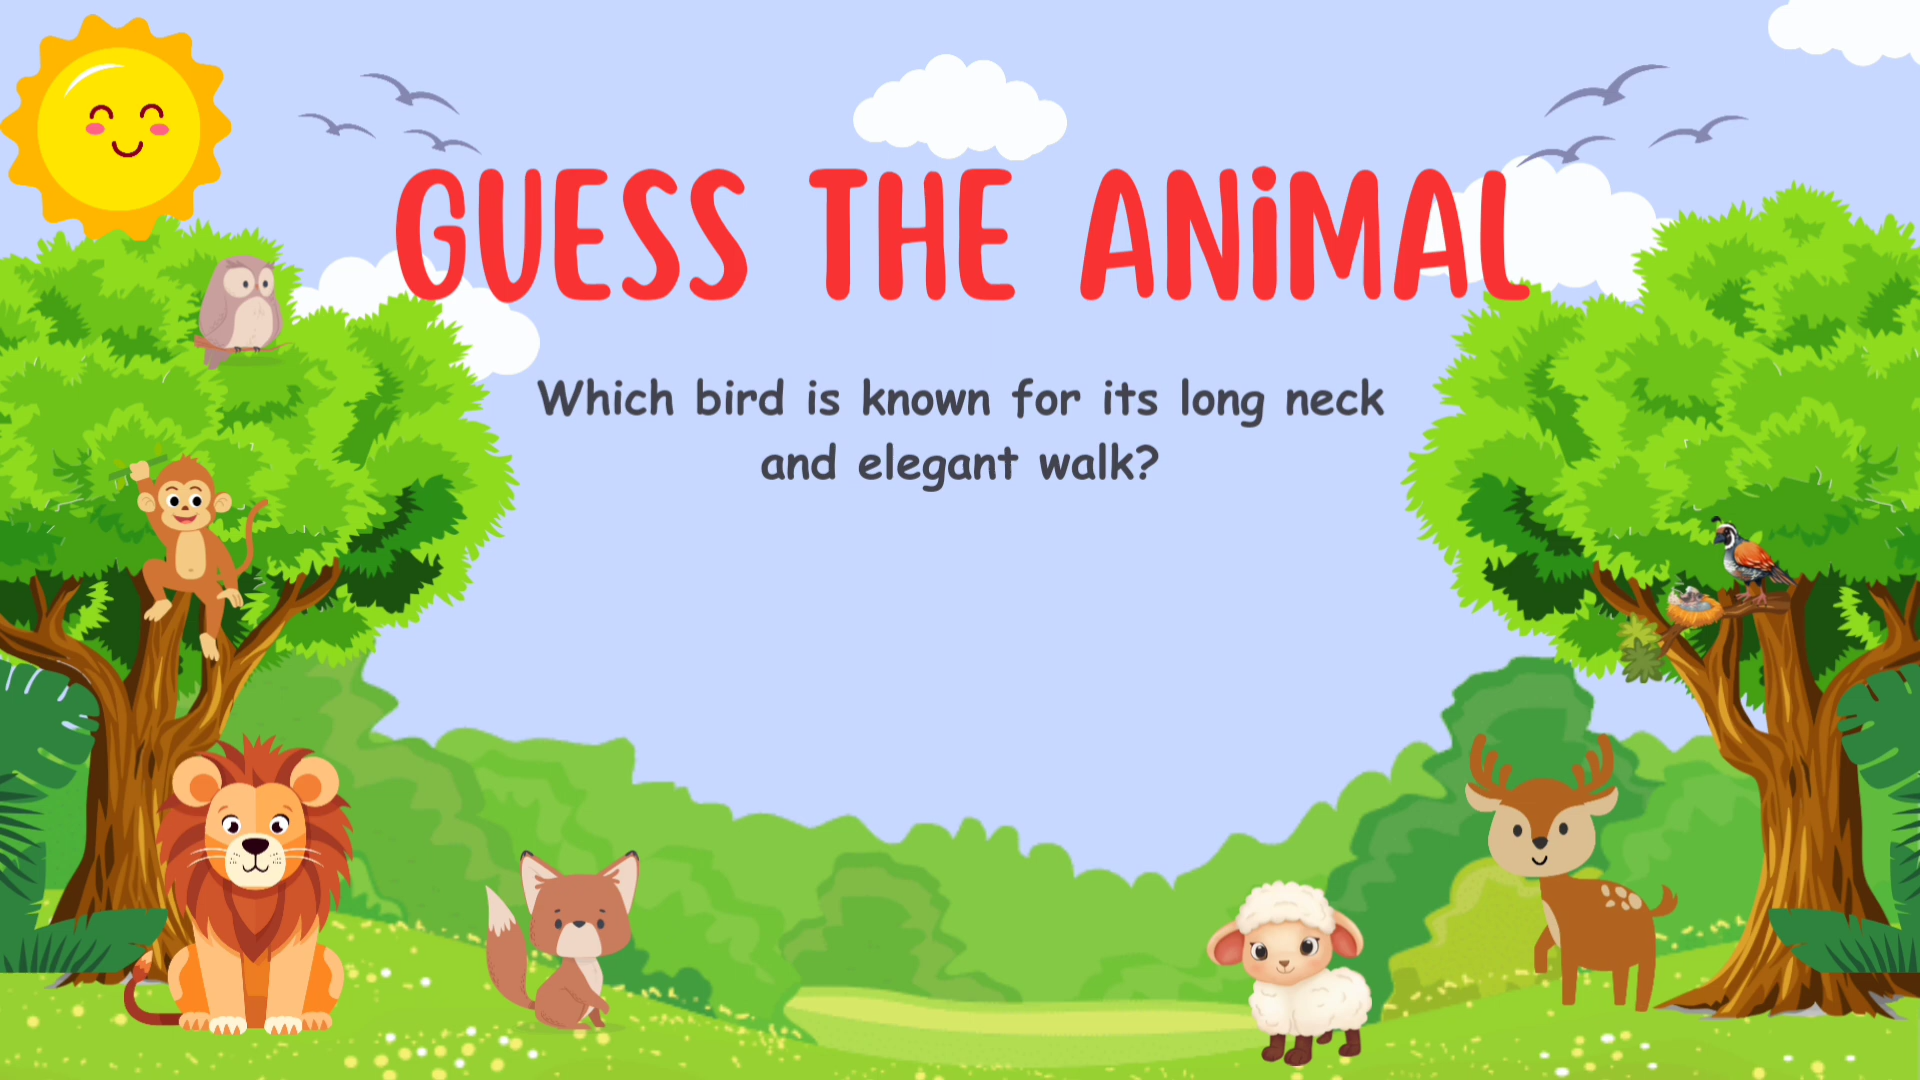 GUESS THE ANiMAL
Which bird is known for its long neck
and elegant walk?